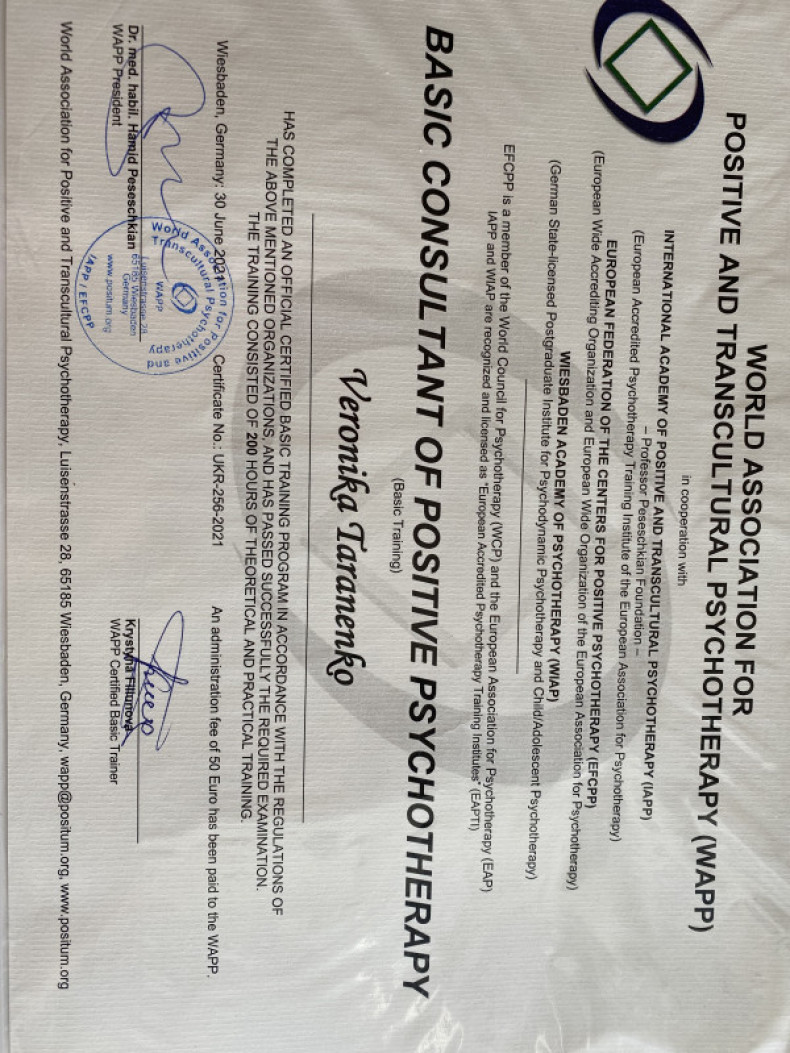 WORLD ASSOCIATION FOR
POSITIVE AND TRANSCULTURAL PSYCHOTHERAPY (WAPP)
in cooperation with
INTERNATIONAL ACADEMY OF POSITIVE AND TRANSCULTURAL PSYCHOTHERAPY (IAPP)
– Professor Peseschkian Foundation –
(European Accredited Psychotherapy Training Institute of the European Association for Psychotherapy)
EUROPEAN FEDERATION OF THE CENTERS FOR POSITIVE PSYCHOTHERAPY (EFCPP)
(European Wide Accrediting Organization and European Wide Organization of the European Association for Psychotherapy)
WIESBADEN ACADEMY OF PSYCHOTHERAPY (WIAP)
(German State-licensed Postgraduate Institute for Psychodynamic Psychotherapy and Child/Adolescent Psychotherapy)
EFCPP is a member of the World Council for Psychotherapy (WCP) and the European Association for Psychotherapy (EAP)
IAPP and WIAP are recognized and licensed as "European Accredited Psychotherapy Training Institutes" (EAPTI)
BASIC CONSULTANT OF POSITIVE PSYCHOTHERAPY
(Basic Training)
Veronika Taranenko
HAS COMPLETED AN OFFICIAL CERTIFIED BASIC TRAINING PROGRAM IN ACCORDANCE WITH THE REGULATIONS OF
THE ABOVE MENTIONED ORGANIZATIONS, AND HAS PASSED SUCCESSFULLY THE REQUIRED EXAMINATION.
THE TRAINING CONSISTED OF 200 HOURS OF THEORETICAL AND PRACTICAL TRAINING.
Wiesbaden, Germany: 30 June 2021 Certificate No.: UKR-256-2021 An administration fee of 50 Euro has been paid to the WAPP.
World Association for Positive and
Transcultural Psychotherapy
WAPP
Luisenstrasse 28
65185 Wiesbaden
Germany
www.positum.org
IAPP / EFCPP
Dr. med. habil. Hamid Peseschkian Krystyna Filiunova
WAPP President WAPP Certified Basic Trainer
World Association for Positive and Transcultural Psychotherapy, Luisenstrasse 28, 65185 Wiesbaden, Germany, wapp@positum.org, www.positum.org